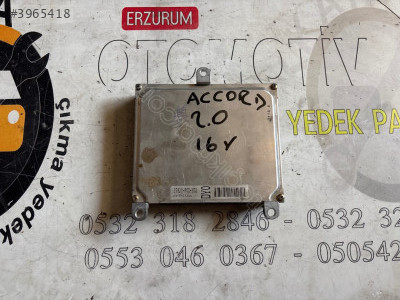 #3965418
ERZURUM
OTOMOTİV
çıkma yedek
YEDEK PA
ACCORD
2.0
16 v
0532 318 2846 - 0532 32
0553 046 0367 - 050542